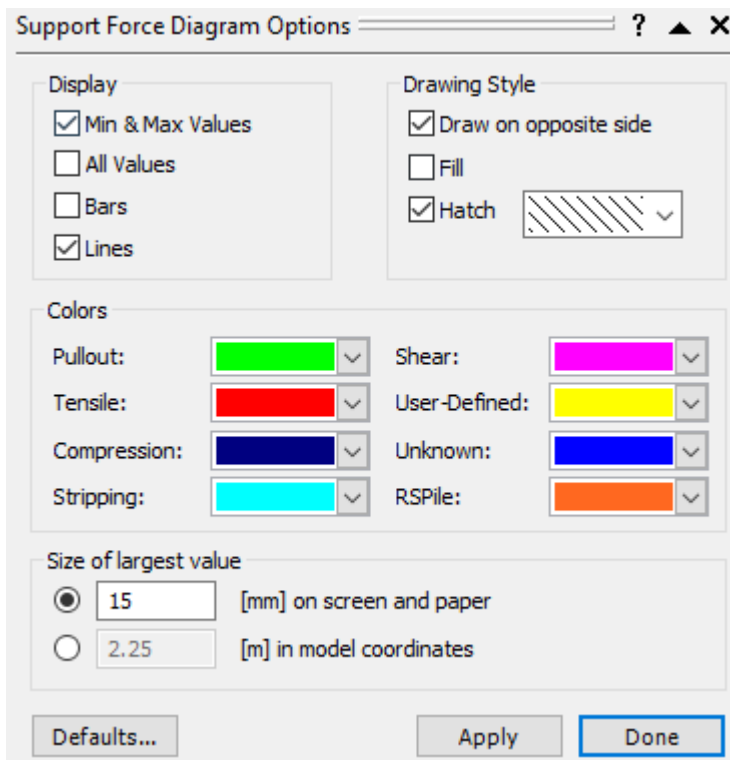 Support Force Diagram Options ?
Display
Min & Max Values
All Values
Bars
Lines
Drawing Style
Draw on opposite side
Fill
Hatch
Colors
Pullout:
Shear:
Tensile:
User-Defined:
Compression:
Unknown:
Stripping:
RSPile:
Size of largest value
15 [mm] on screen and paper
2.25 [m] in model coordinates
Defaults... Apply Done